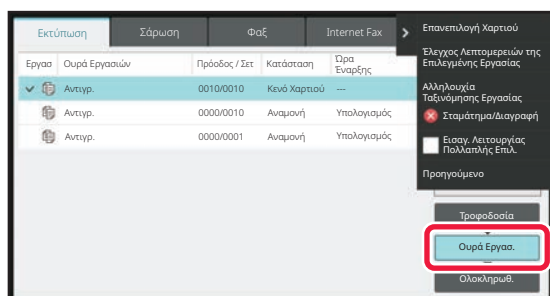 Εκτύπωση Σάρωση Φαξ Internet Fax
Εργασ Ουρά Εργασιών Πρόοδος / Σετ Κατάσταση Ώρα Έναρξης
Αντιγρ. 0010/0010 Κενό Χαρτιού ---
Αντιγρ. 0000/0010 Αναμονή Υπολογισμός
Αντιγρ. 0000/0001 Αναμονή Υπολογισμός
Επανεπιλογή Χαρτιού
Έλεγχος Λεπτομερειών της
Επιλεγμένης Εργασίας
Αλληλουχία
Ταξινόμησης Εργασίας
Σταμάτημα/Διαγραφή
Εισαγ. Λειτουργίας
Πολλαπλής Επιλ.
Προηγούμενο
Τροφοδοσία
Ουρά Εργασ.
Ολοκληρωθ.